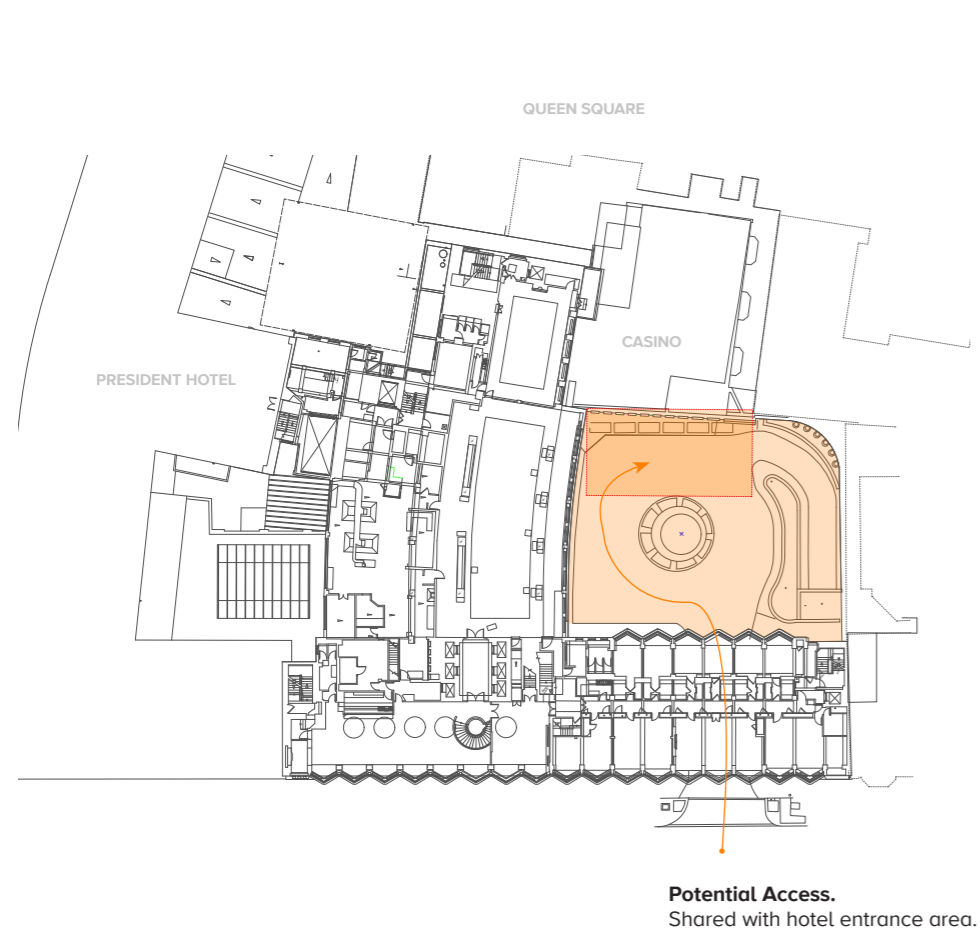 QUEEN SQUARE
CASINO
PRESIDENT HOTEL
Potential Access.
Shared with hotel entrance area.